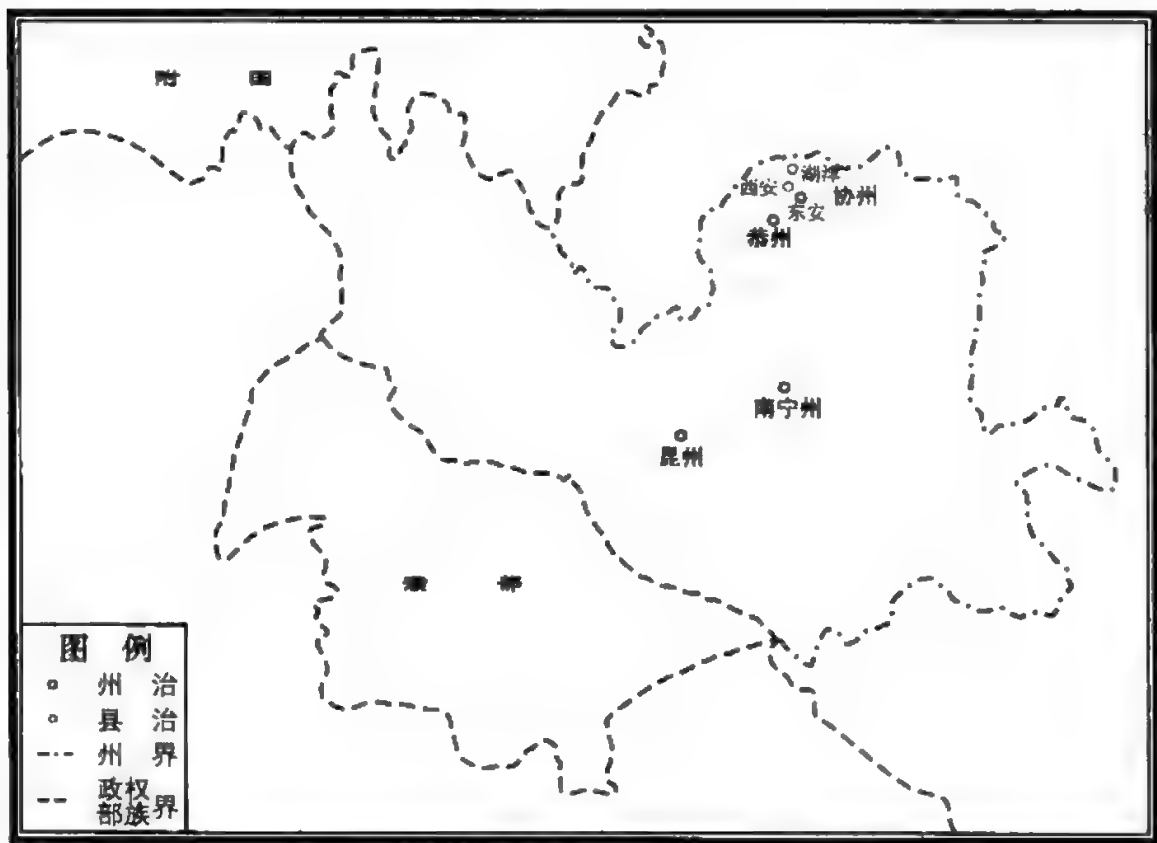 附 国
湖津
西安
协州
东安
恭州
南宁州
昆州
濮 部
图 例
州 治
县 治
州 界
政权
部族 界